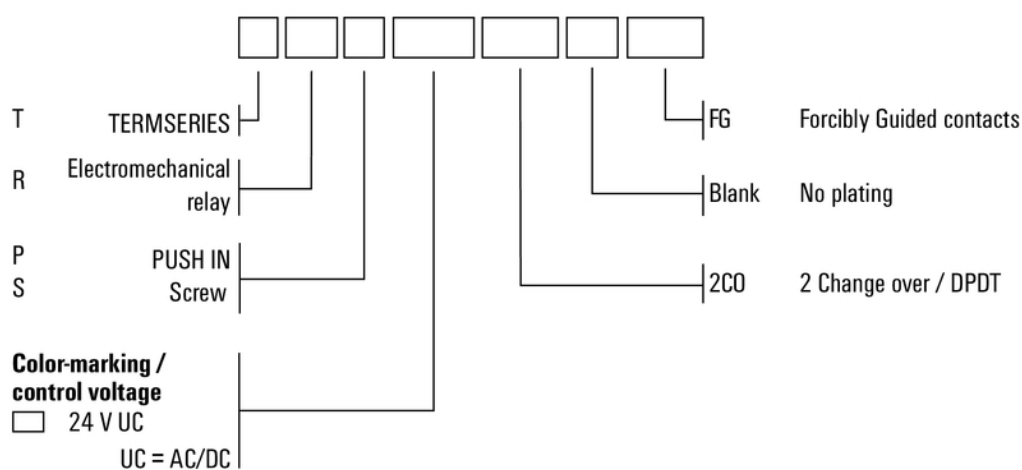 T TERMSERIES
R Electromechanical
relay
P PUSH IN
S Screw
Color-marking /
control voltage
24 V UC
UC = AC/DC
FG Forcibly Guided contacts
Blank No plating
2CO 2 Change over / DPDT